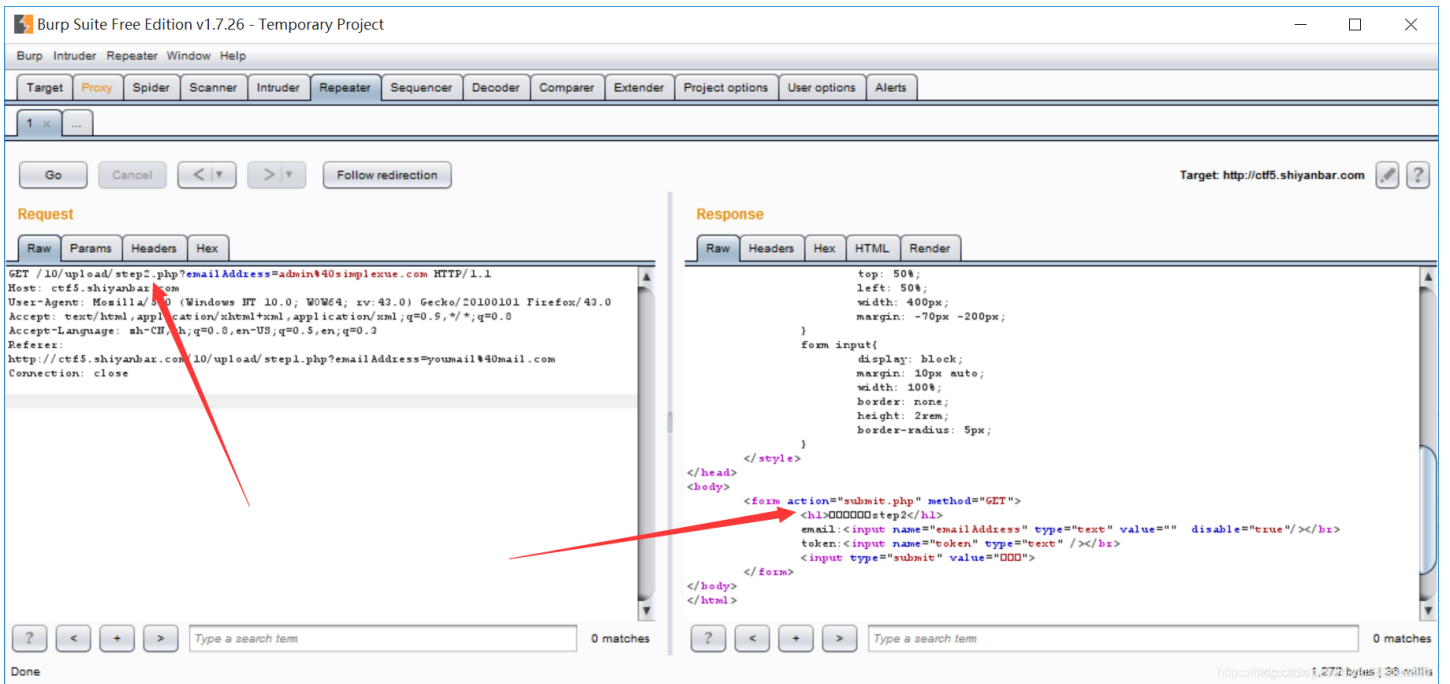 Burp Suite Free Edition v1.7.26 - Temporary Project
Burp Intruder Repeater Window Help
Target Proxy Spider Scanner Intruder Repeater Sequencer Decoder Comparer Extender Project options User options Alerts
1 × ...
Go Cancel < > Follow redirection Target: http://ctf5.shiyanbar.com ?
Request
Raw Params Headers Hex
GET /10/upload/step2.php?emailAddress=admin%40simplexue.com HTTP/1.1
Host: ctf5.shiyanbar.com
User-Agent: Mozilla/5.0 (Windows NT 10.0; WOW64; rv:43.0) Gecko/20100101 Firefox/43.0
Accept: text/html,application/xhtml+xml,application/xml;q=0.9,*/*;q=0.8
Accept-Language: zh-CN,zh;q=0.8,en-US;q=0.5,en;q=0.3
Referer:
http://ctf5.shiyanbar.com/10/upload/step1.php?emailAddress=youmail%40mail.com
Connection: close
? < + > Type a search term 0 matches
Response
Raw Headers Hex HTML Render
top: 50%;
left: 50%;
width: 400px;
margin: -70px -200px;
}
form input{
display: block;
margin: 10px auto;
width: 100%;
border: none;
height: 2rem;
border-radius: 5px;
}
</style>
</head>
<body>
<form action="submit.php" method="GET">
<h1>□□□□□□step2</h1>
email:<input name="emailAddress" type="text" value="" disable="true"/></br>
token:<input name="token" type="text" /></br>
<input type="submit" value="□□□">
</form>
</body>
</html>
? < + > Type a search term 0 matches
Done